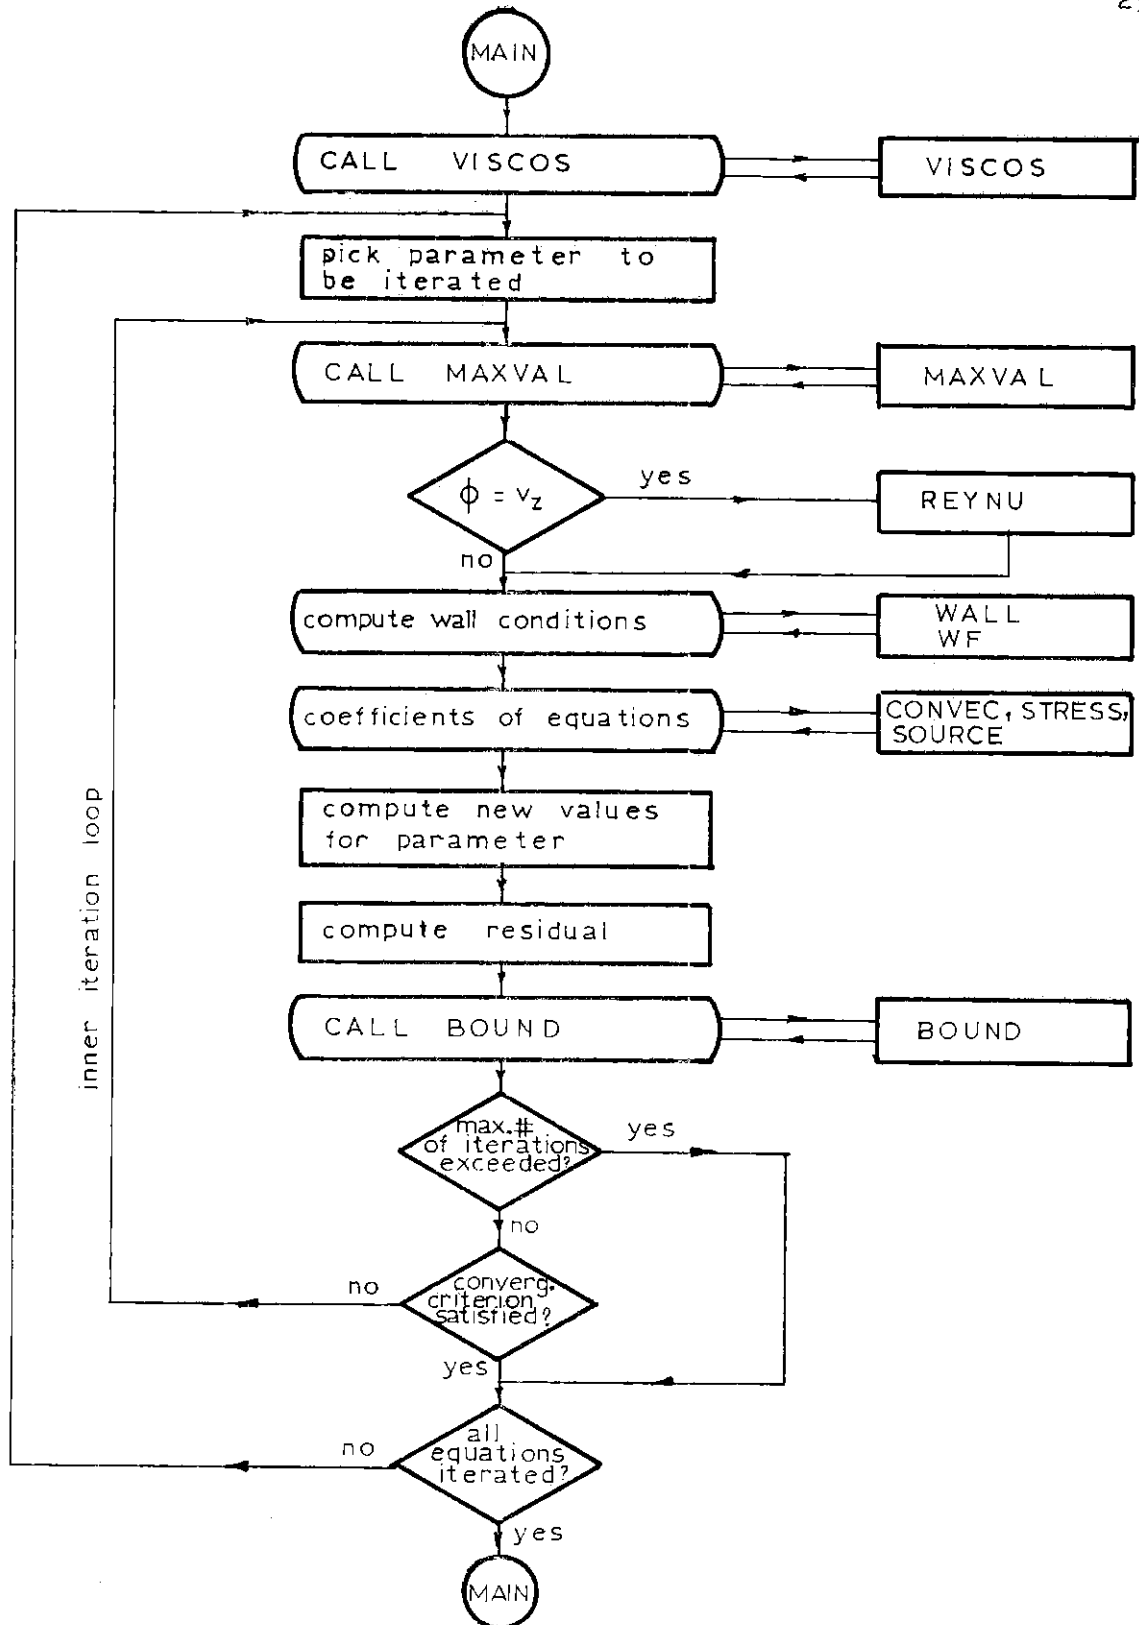 MAIN
CALL VISCOS
VISCOS
pick parameter to
be iterated
CALL MAXVAL
MAXVAL
ϕ = vz
yes
REYNU
no
compute wall conditions
WALL
WF
coefficients of equations
CONVEC, STRESS,
SOURCE
compute new values
for parameter
inner iteration loop
compute residual
CALL BOUND
BOUND
max.#
of iterations
exceeded?
yes
no
converg.
criterion
satisfied?
no
yes
all
equations
iterated?
no
yes
MAIN